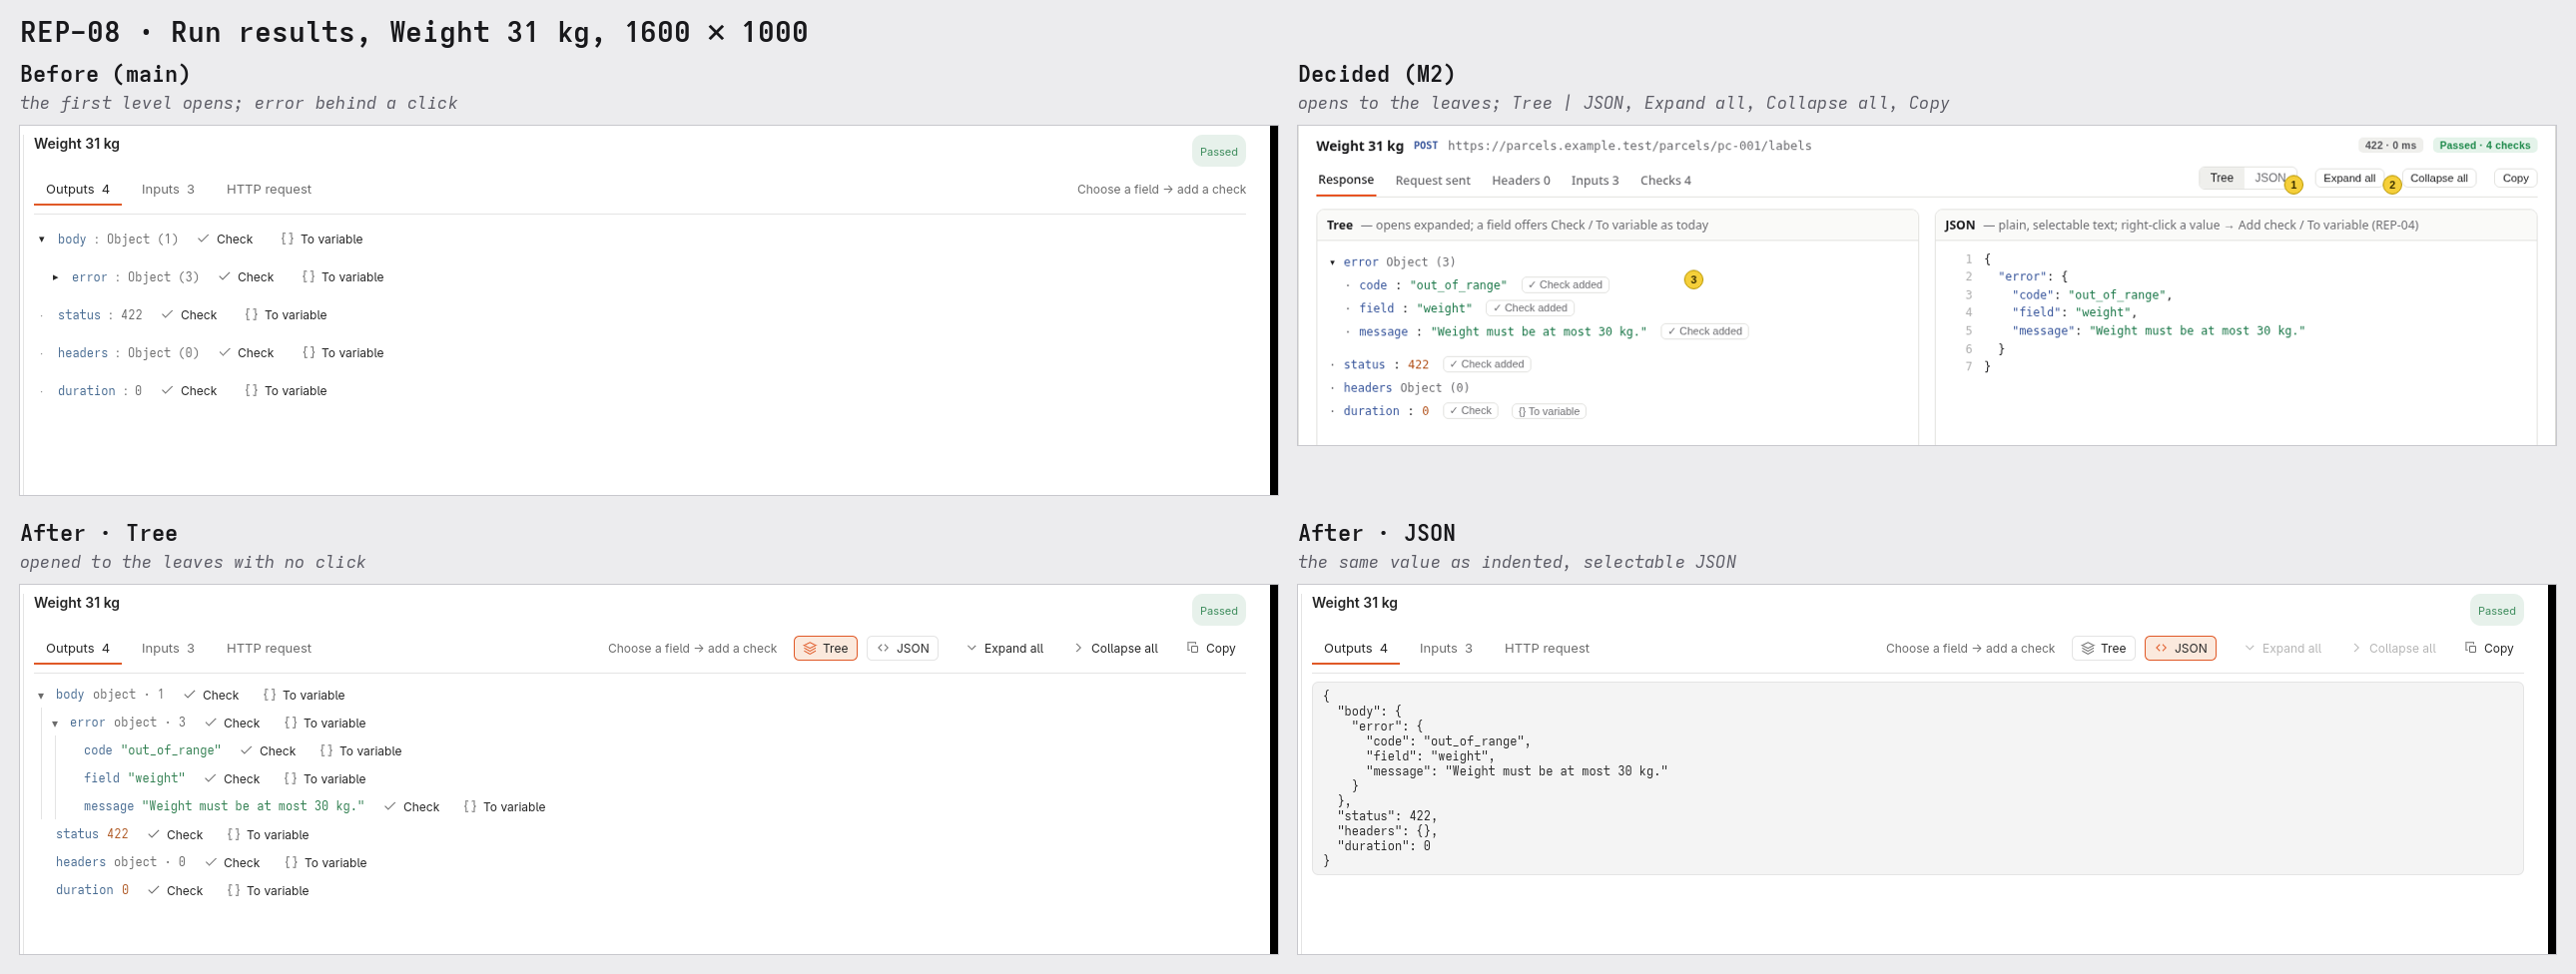 REP-08 · Run results, Weight 31 kg, 1600 × 1000
Before (main)
the first level opens; error behind a click
Weight 31 kg
Passed
Outputs 4 Inputs 3 HTTP request Choose a field → add a check
▾ body : Object (1) ✓ Check {} To variable
▸ error : Object (3) ✓ Check {} To variable
· status : 422 ✓ Check {} To variable
· headers : Object (0) ✓ Check {} To variable
· duration : 0 ✓ Check {} To variable
Decided (M2)
opens to the leaves; Tree | JSON, Expand all, Collapse all, Copy
Weight 31 kg POST https://parcels.example.test/parcels/pc-001/labels 422 · 0 ms Passed · 4 checks
Response Request sent Headers 0 Inputs 3 Checks 4 Tree JSON 1 Expand all 2 Collapse all Copy
Tree — opens expanded; a field offers Check / To variable as today
▾ error Object (3)
3
· code : "out_of_range" ✓ Check added
· field : "weight" ✓ Check added
· message : "Weight must be at most 30 kg." ✓ Check added
· status : 422 ✓ Check added
· headers Object (0)
· duration : 0 ✓ Check {} To variable
JSON — plain, selectable text; right-click a value → Add check / To variable (REP-04)
1 {
2 "error": {
3 "code": "out_of_range",
4 "field": "weight",
5 "message": "Weight must be at most 30 kg."
6 }
7 }
After · Tree
opened to the leaves with no click
Weight 31 kg
Passed
Outputs 4 Inputs 3 HTTP request Choose a field → add a check Tree JSON Expand all Collapse all Copy
▾ body object · 1 ✓ Check {} To variable
▾ error object · 3 ✓ Check {} To variable
code "out_of_range" ✓ Check {} To variable
field "weight" ✓ Check {} To variable
message "Weight must be at most 30 kg." ✓ Check {} To variable
status 422 ✓ Check {} To variable
headers object · 0 ✓ Check {} To variable
duration 0 ✓ Check {} To variable
After · JSON
the same value as indented, selectable JSON
Weight 31 kg
Passed
Outputs 4 Inputs 3 HTTP request Choose a field → add a check Tree JSON Expand all Collapse all Copy
{
"body": {
"error": {
"code": "out_of_range",
"field": "weight",
"message": "Weight must be at most 30 kg."
}
},
"status": 422,
"headers": {},
"duration": 0
}